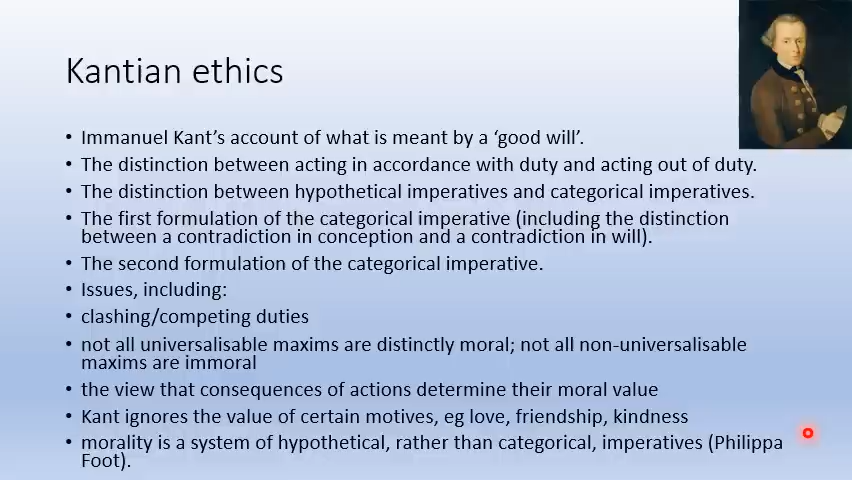 Kantian ethics
• Immanuel Kant’s account of what is meant by a ‘good will’.
• The distinction between acting in accordance with duty and acting out of duty.
• The distinction between hypothetical imperatives and categorical imperatives.
• The first formulation of the categorical imperative (including the distinction
between a contradiction in conception and a contradiction in will).
• The second formulation of the categorical imperative.
• Issues, including:
• clashing/competing duties
• not all universalisable maxims are distinctly moral; not all non-universalisable
maxims are immoral
• the view that consequences of actions determine their moral value
• Kant ignores the value of certain motives, eg love, friendship, kindness
• morality is a system of hypothetical, rather than categorical, imperatives (Philippa
Foot).